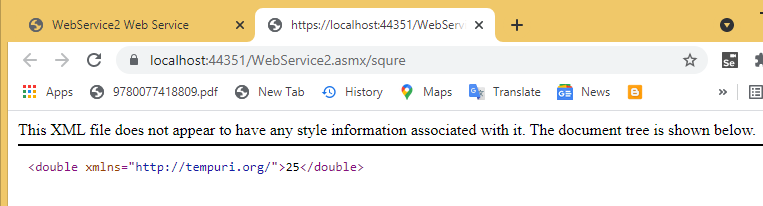 WebService2 Web Service
https://localhost:44351/WebServ
localhost:44351/WebService2.asmx/squre
Se
Apps
9780077418809.pdf
New Tab
History
Maps
Translate
News
»
This XML file does not appear to have any style information associated with it. The document tree is shown below.
<double xmlns="http://tempuri.org/">25</double>